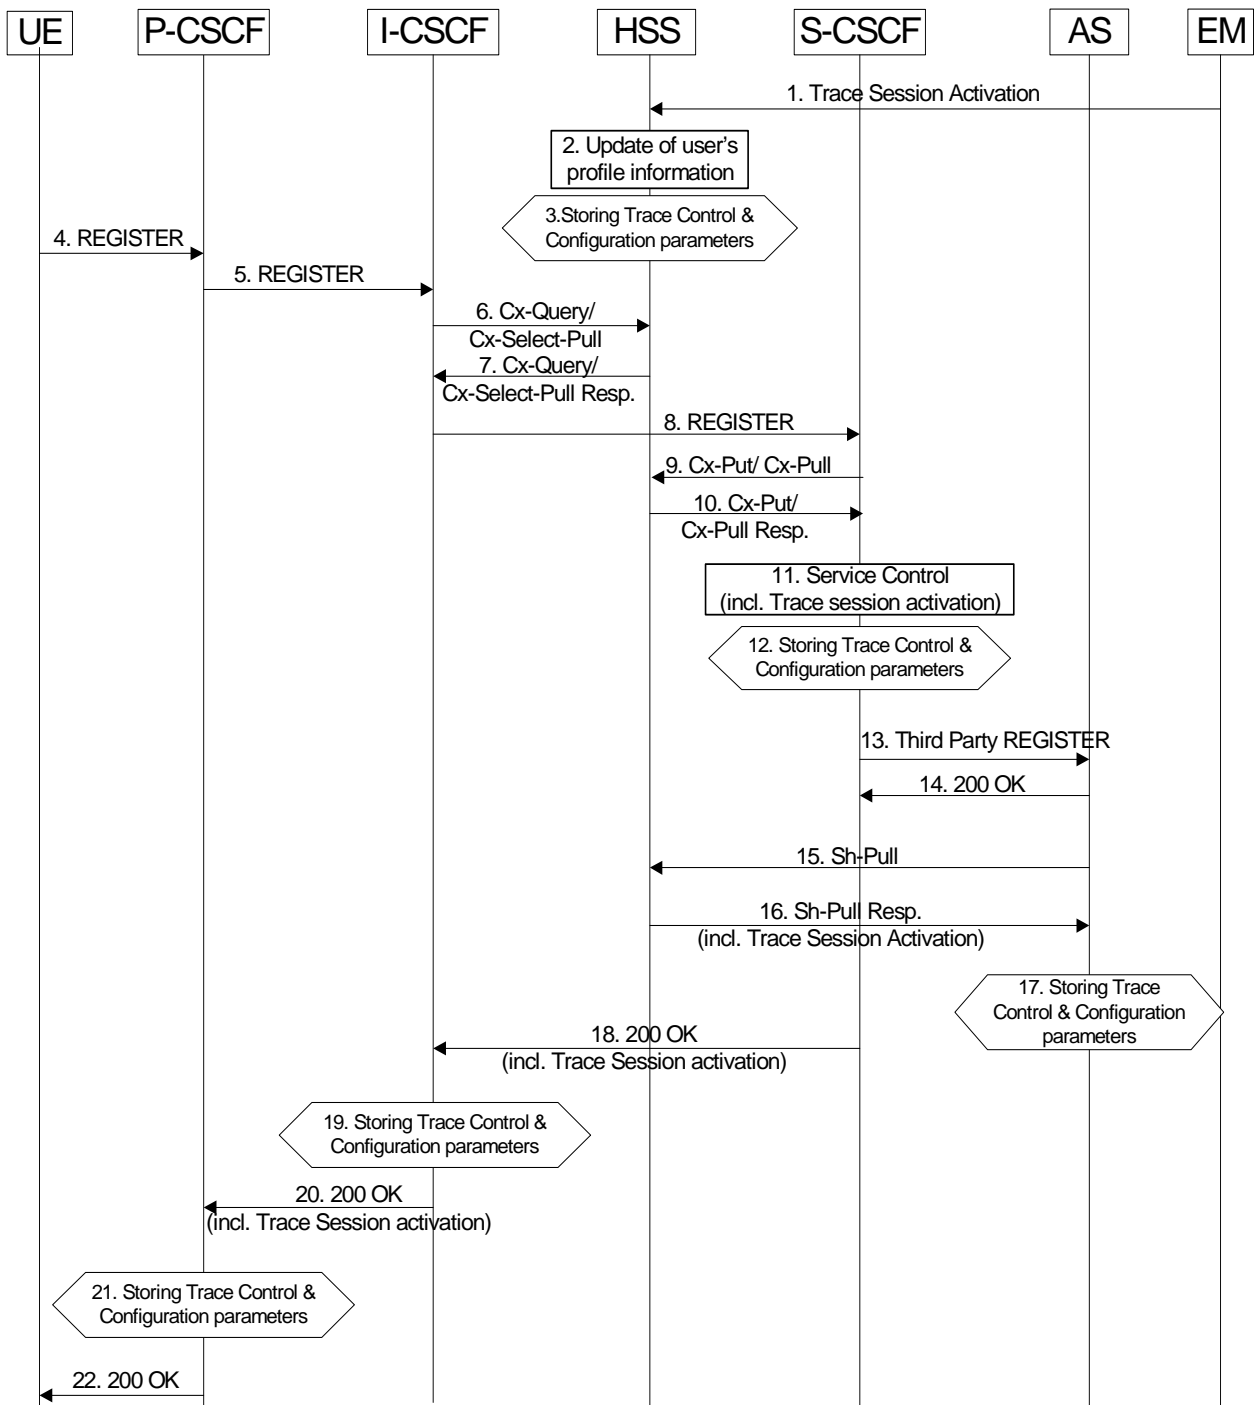 UE
P-CSCF
I-CSCF
HSS
S-CSCF
AS
EM
1. Trace Session Activation
2. Update of user’s
profile information
3.Storing Trace Control &
Configuration parameters
4. REGISTER
5. REGISTER
6. Cx-Query/
Cx-Select-Pull
7. Cx-Query/
Cx-Select-Pull Resp.
8. REGISTER
9. Cx-Put/ Cx-Pull
10. Cx-Put/
Cx-Pull Resp.
11. Service Control
(incl. Trace session activation)
12. Storing Trace Control &
Configuration parameters
13. Third Party REGISTER
14. 200 OK
15. Sh-Pull
16. Sh-Pull Resp.
(incl. Trace Session Activation)
17. Storing Trace
Control & Configuration
parameters
18. 200 OK
(incl. Trace Session activation)
19. Storing Trace Control &
Configuration parameters
20. 200 OK
(incl. Trace Session activation)
21. Storing Trace Control &
Configuration parameters
22. 200 OK